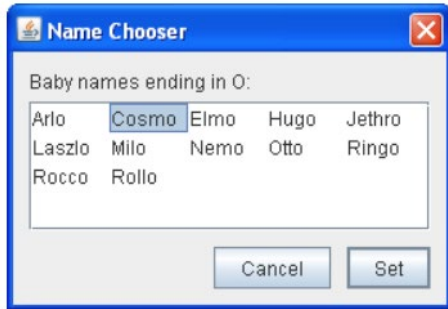 Name Chooser
Baby names ending in O:
Arlo Cosmo Elmo Hugo Jethro
Laszlo Milo Nemo Otto Ringo
Rocco Rollo
Cancel Set